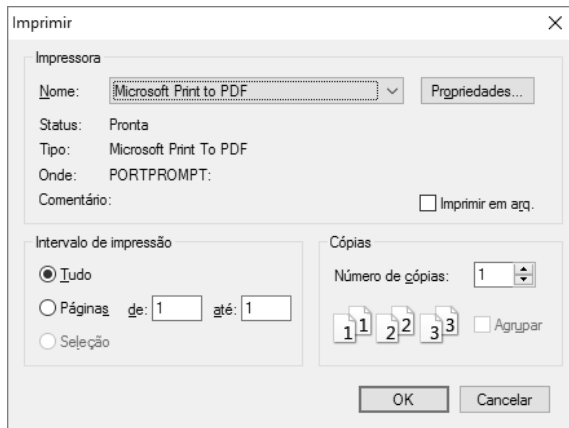 Imprimir
Impressora
Nome: Microsoft Print to PDF Propriedades...
Status: Pronta
Tipo: Microsoft Print To PDF
Onde: PORTPROMPT:
Comentário: Imprimir em arq.
Intervalo de impressão
Tudo
Páginas de: 1 até: 1
Seleção
Cópias
Número de cópias: 1
1 1 2 2 3 3 Agrupar
OK Cancelar